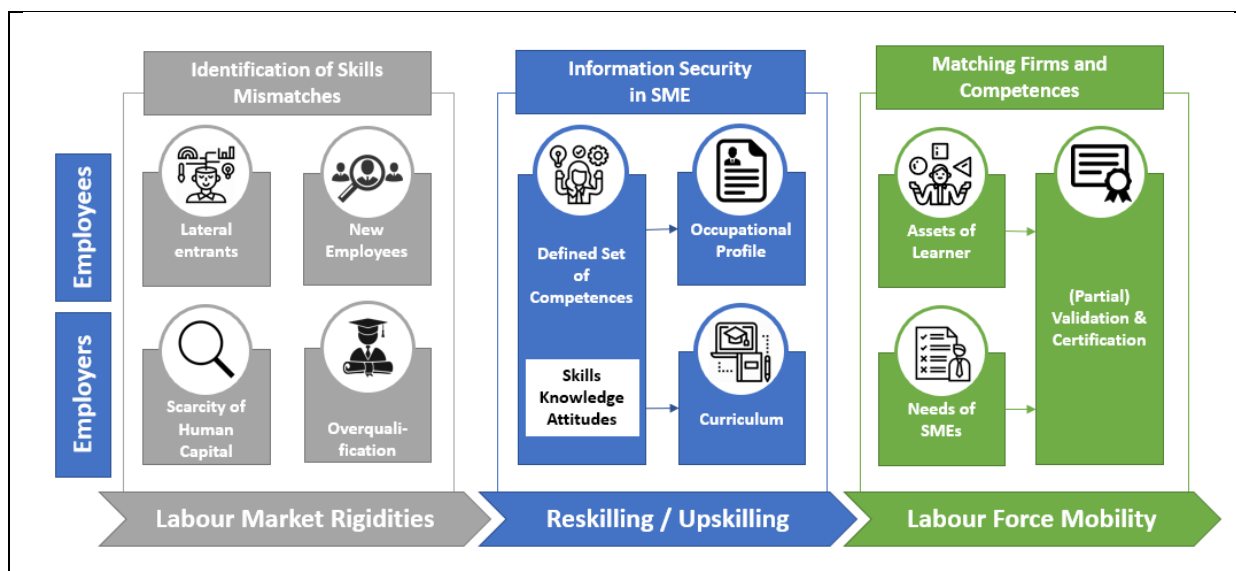 Identification of Skills
Mismatches
Information Security
in SME
Matching Firms and
Competences
Employees
Employers
Lateral
entrants
New
Employees
Scarcity of
Human
Capital
Overquali-
fication
Defined Set
of
Competences
Skills
Knowledge
Attitudes
Occupational
Profile
Curriculum
Assets of
Learner
Needs of
SMEs
(Partial)
Validation &
Certification
Labour Market Rigidities
Reskilling / Upskilling
Labour Force Mobility